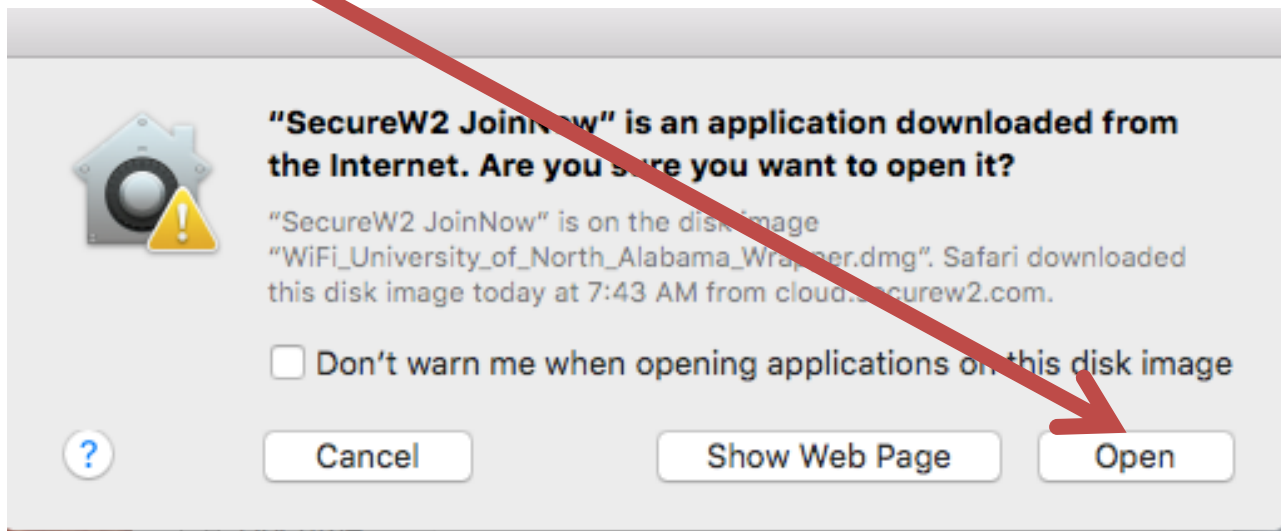 “SecureW2 JoinNow” is an application downloaded from
the Internet. Are you sure you want to open it?
“SecureW2 JoinNow” is on the disk image
“WiFi_University_of_North_Alabama_Wrapper.dmg”. Safari downloaded
this disk image today at 7:43 AM from cloud.securew2.com.
Don’t warn me when opening applications on this disk image
?
Cancel
Show Web Page
Open